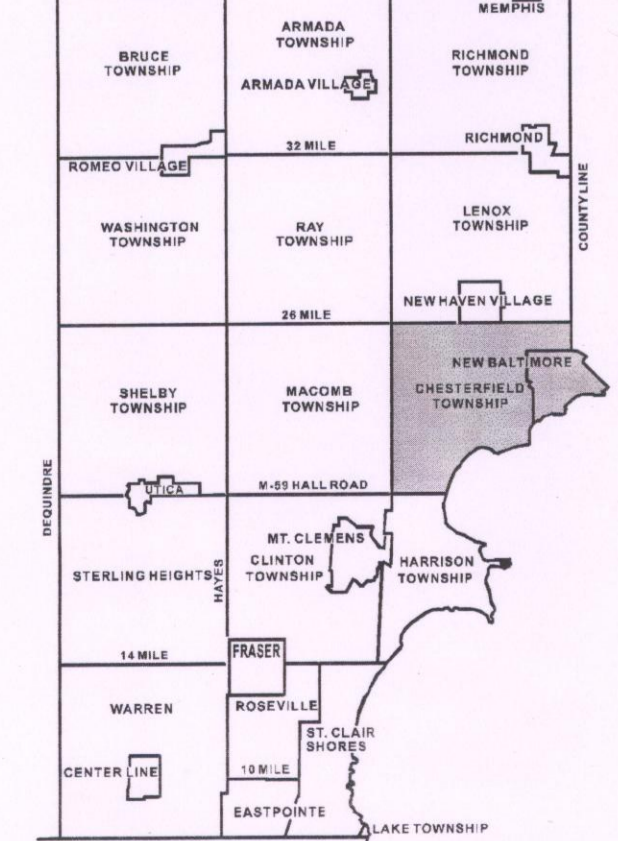 MEMPHIS
ARMADA
TOWNSHIP
BRUCE
TOWNSHIP
RICHMOND
TOWNSHIP
ARMADA VILLAGE
RICHMOND
32 MILE
ROMEO VILLAGE
COUNTY LINE
WASHINGTON
TOWNSHIP
RAY
TOWNSHIP
LENOX
TOWNSHIP
NEW HAVEN VILLAGE
26 MILE
NEW BALTIMORE
SHELBY
TOWNSHIP
MACOMB
TOWNSHIP
CHESTERFIELD
TOWNSHIP
DEQUINDRE
UTICA
M-59 HALL ROAD
MT. CLEMENS
CLINTON
TOWNSHIP
HARRISON
TOWNSHIP
STERLING HEIGHTS
HAYES
14 MILE
FRASER
WARREN
ROSEVILLE
ST. CLAIR
SHORES
CENTER LINE
10 MILE
EASTPOINTE
LAKE TOWNSHIP